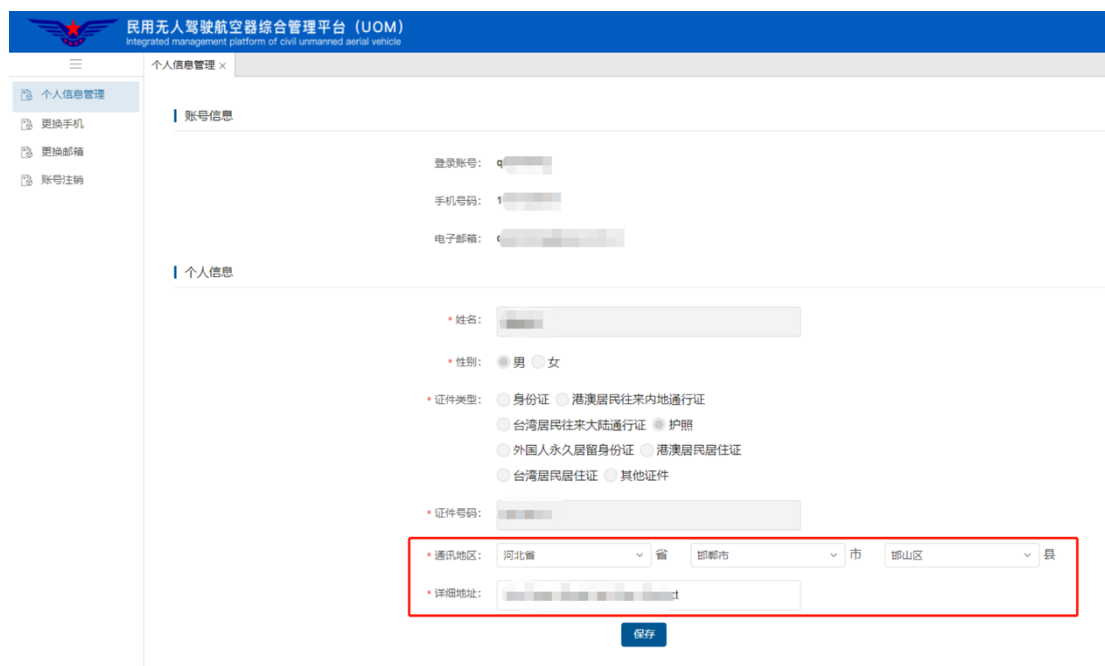 民用无人驾驶航空器综合管理平台（UOM）
Integrated management platform of civil unmanned aerial vehicle
个人信息管理 ×
个人信息管理
更换手机
更换邮箱
账号注销
账号信息
登录账号： q
手机号码： 1
电子邮箱：
个人信息
* 姓名：
* 性别： 男 女
* 证件类型： 身份证 港澳居民往来内地通行证
台湾居民往来大陆通行证 护照
外国人永久居留身份证 港澳居民居住证
台湾居民居住证 其他证件
* 证件号码：
* 通讯地区： 河北省 省 邯郸市 市 邯山区 县
* 详细地址：
保存